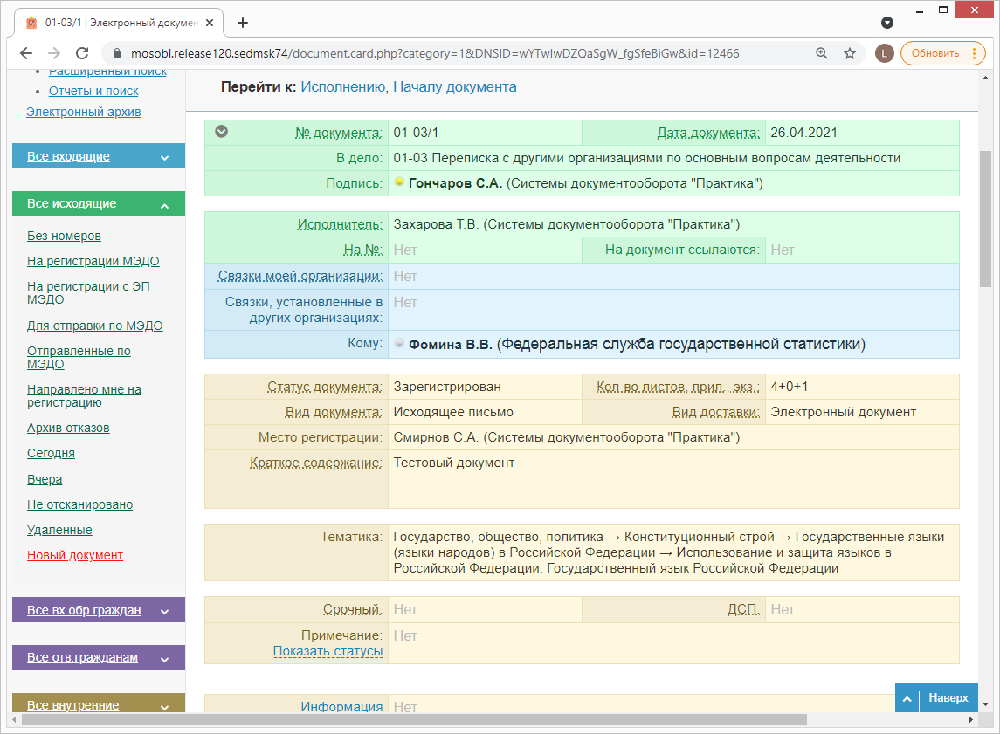 01-03/1 | Электронный докумен
mosobl.release120.sedmsk74/document.card.php?category=1&DNSID=wYTwlwDZQaSgW_fgSfeBiGw&id=12466
L
Обновить
Расширенный поиск
Отчеты и поиск
Электронный архив
Все входящие
Все исходящие
Без номеров
На регистрации МЭДО
На регистрации с ЭП
МЭДО
Для отправки по МЭДО
Отправленные по
МЭДО
Направлено мне на
регистрацию
Архив отказов
Сегодня
Вчера
Не отсканировано
Удаленные
Новый документ
Все вх.обр.граждан
Все отв.гражданам
Все внутренние
Перейти к: Исполнению, Началу документа
№ документа: 01-03/1 Дата документа: 26.04.2021
В дело: 01-03 Переписка с другими организациями по основным вопросам деятельности
Подпись: Гончаров С.А. (Системы документооборота "Практика")
Исполнитель: Захарова Т.В. (Системы документооборота "Практика")
На №: Нет На документ ссылаются: Нет
Связки моей организации: Нет
Связки, установленные в
других организациях: Нет
Кому: Фомина В.В. (Федеральная служба государственной статистики)
Статус документа: Зарегистрирован Кол-во листов, прил., экз.: 4+0+1
Вид документа: Исходящее письмо Вид доставки: Электронный документ
Место регистрации: Смирнов С.А. (Системы документооборота "Практика")
Краткое содержание: Тестовый документ
Тематика: Государство, общество, политика → Конституционный строй → Государственные языки
(языки народов) в Российской Федерации → Использование и защита языков в
Российской Федерации. Государственный язык Российской Федерации
Срочный: Нет ДСП: Нет
Примечание: Нет
Показать статусы
Информация Нет
Наверх